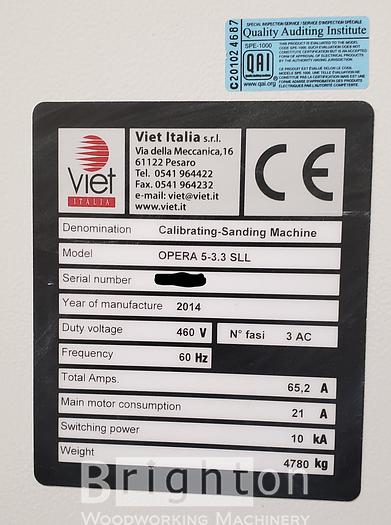 SPECIAL INSPECTION SERVICE / SERVICE D'INSPECTION SPÉCIALE
Quality Auditing Institute
SPE-1000
QAI
www.qai.org
C20102 4687
Viet Italia s.r.l.
Via della Meccanica,16
61122 Pesaro
Tel. 0541 964422
Fax. 0541 964232
e-mail: viet@viet.it
www.viet.it
viet
ITALIA
CE
Denomination Calibrating-Sanding Machine
Model OPERA 5-3.3 SLL
Serial number
Year of manufacture 2014
Duty voltage 460 V N° fasi 3 AC
Frequency 60 Hz
Total Amps. 65,2 A
Main motor consumption 21 A
Switching power 10 kA
Weight 4780 kg
Brighton
WOODWORKING MACHINERY